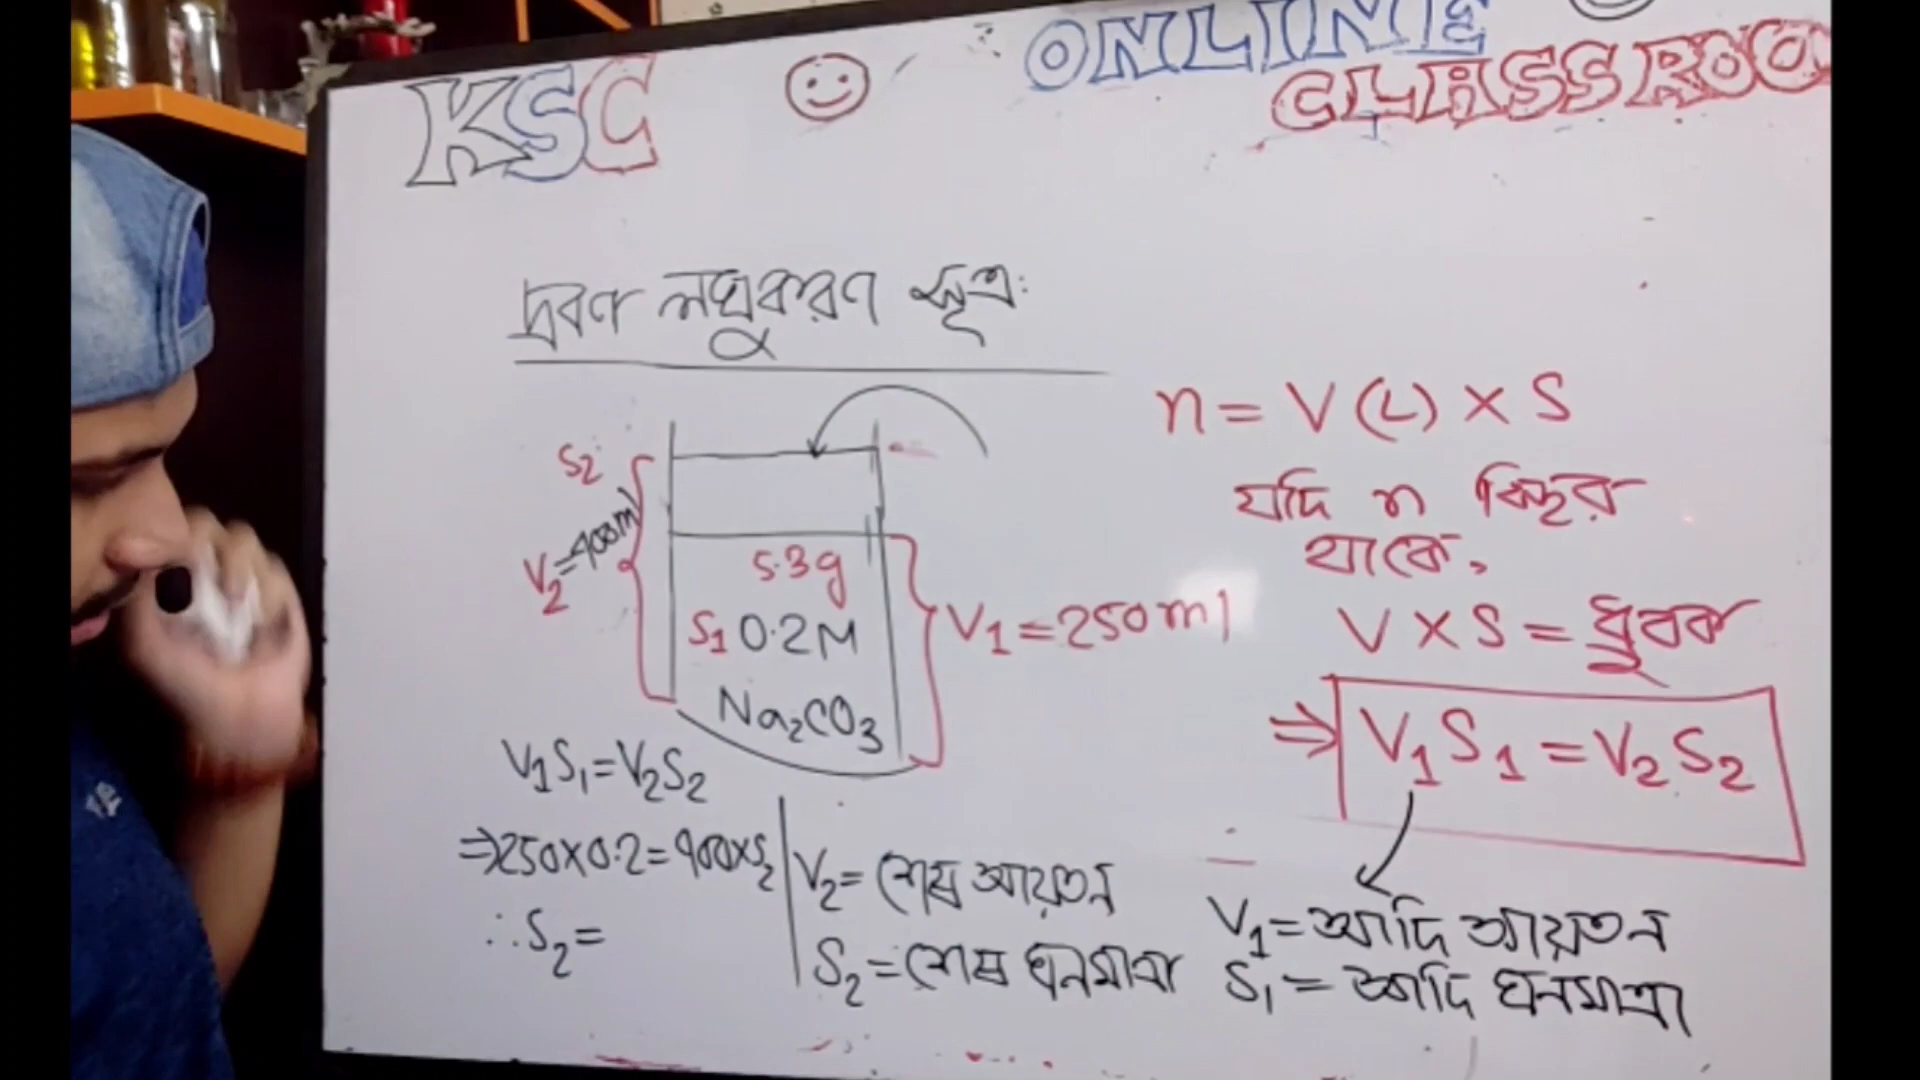 KSC
ONLINE
CLASSROO
দ্রবণ লঘুকরণ সূত্র:
S2
V2=400ml
5.3g
S1 0.2M
Na2CO3
V1=250ml
n = V(L) × S
যদি n স্থির
থাকে,
V × S = ধ্রুবক
⇒ V1S1 = V2S2
V1S1=V2S2
⇒250×0.2=400×S2
∴S2=
V2= শেষ আয়তন
S2= শেষ ঘনমাত্রা
V1= আদি আয়তন
S1= আদি ঘনমাত্রা